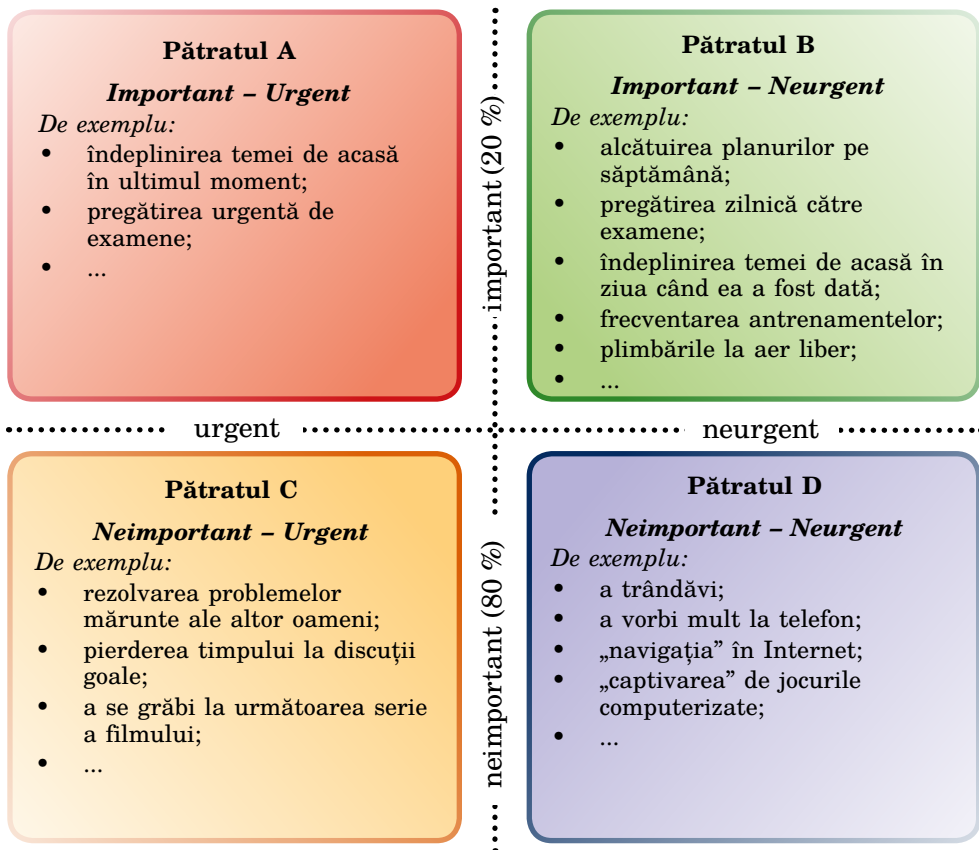 Pătratul A
Important – Urgent
De exemplu:
• îndeplinirea temei de acasă
în ultimul moment;
• pregătirea urgentă de
examene;
• ...
important (20 %)
Pătratul B
Important – Neurgent
De exemplu:
• alcătuirea planurilor pe
săptămână;
• pregătirea zilnică către
examene;
• îndeplinirea temei de acasă în
ziua când ea a fost dată;
• frecventarea antrenamentelor;
• plimbările la aer liber;
• ...
urgent
neurgent
Pătratul C
Neimportant – Urgent
De exemplu:
• rezolvarea problemelor
mărunte ale altor oameni;
• pierderea timpului la discuții
goale;
• a se grăbi la următoarea serie
a filmului;
• ...
neimportant (80 %)
Pătratul D
Neimportant – Neurgent
De exemplu:
• a trândăvi;
• a vorbi mult la telefon;
• „navigația” în Internet;
• „captivarea” de jocurile
computerizate;
• ...